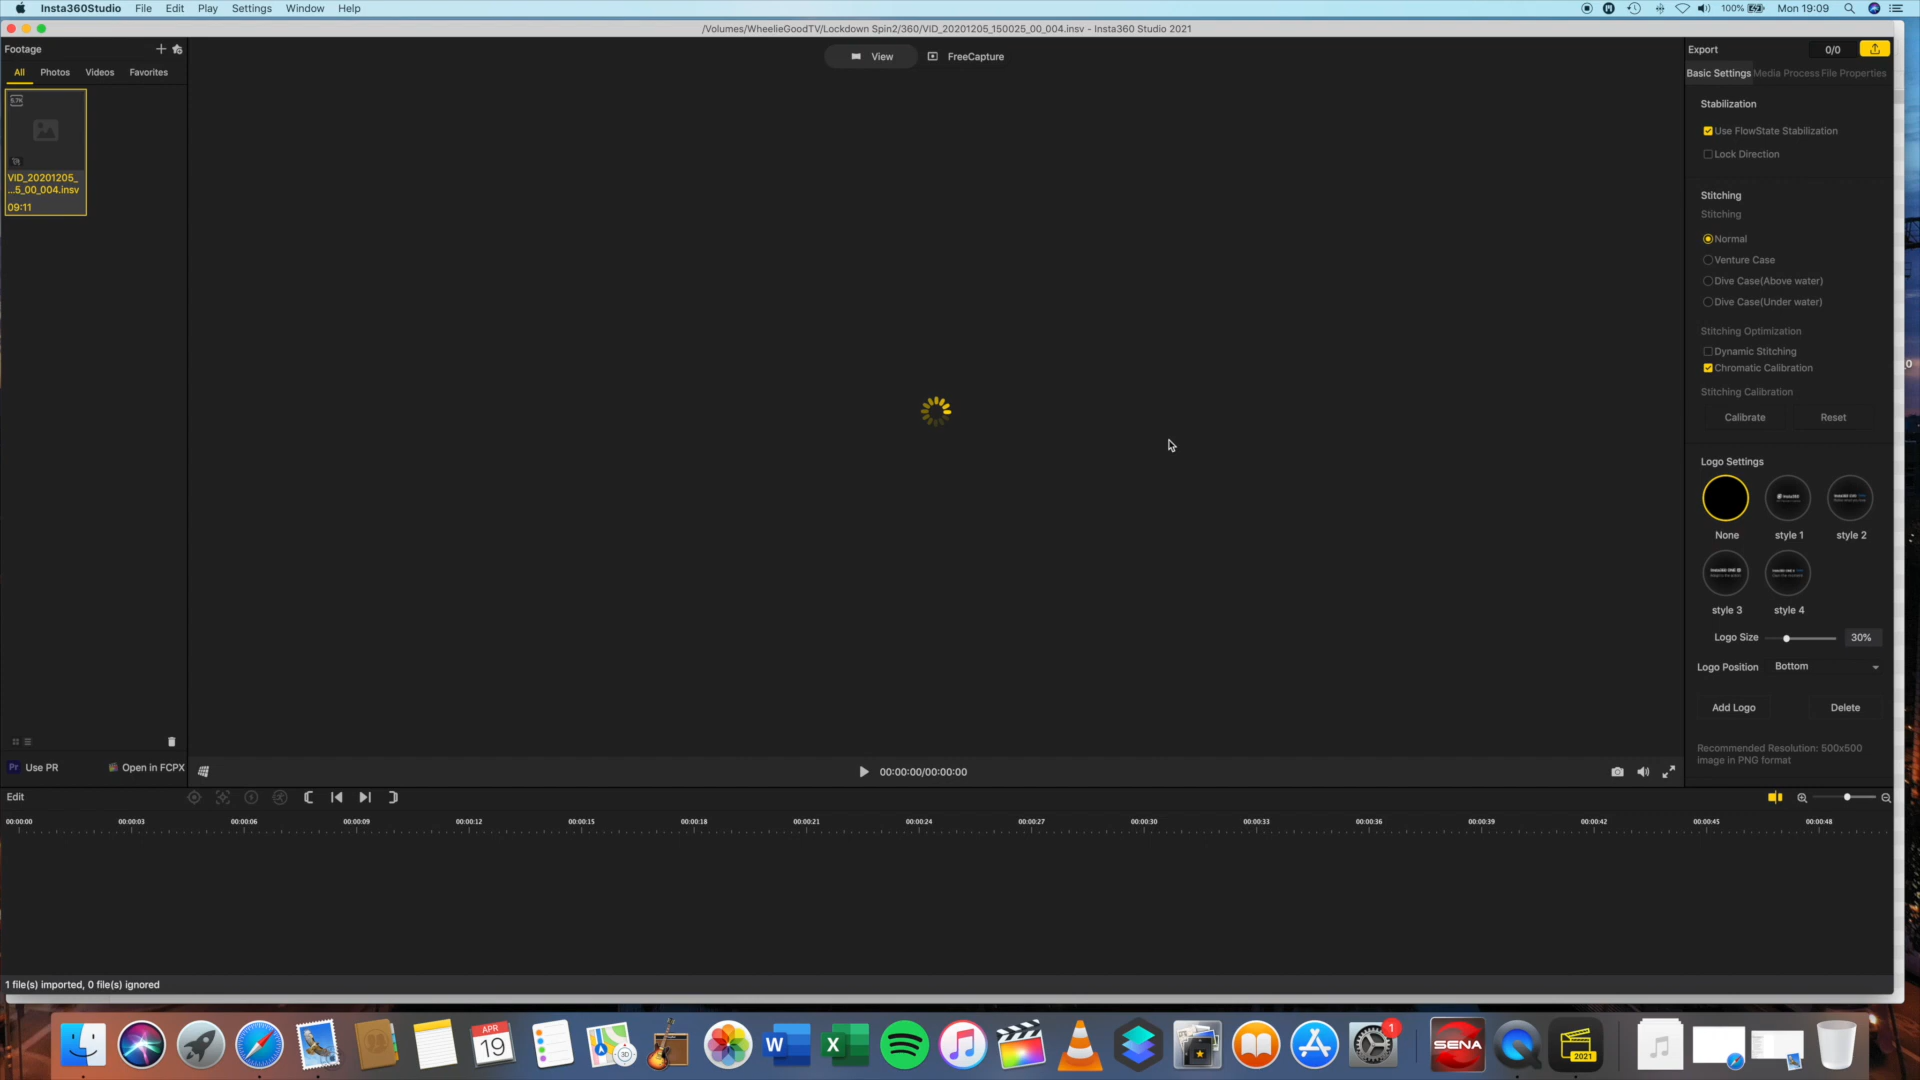 Insta360Studio File Edit Play Settings Window Help
100% Mon 19:09
/Volumes/WheelieGoodTV/Lockdown Spin2/360/VID_20201205_150025_00_004.insv - Insta360 Studio 2021
Footage
View FreeCapture
Export 0/0
All Photos Videos Favorites
Basic Settings Media Process File Properties
5.7K
VID_20201205_
...5_00_004.insv
09:11
Stabilization
Use FlowState Stabilization
Lock Direction
Stitching
Stitching
Normal
Venture Case
Dive Case(Above water)
Dive Case(Under water)
Stitching Optimization
Dynamic Stitching
Chromatic Calibration
Stitching Calibration
Calibrate Reset
Logo Settings
None style 1 style 2
style 3 style 4
Logo Size 30%
Logo Position Bottom
Add Logo Delete
Recommended Resolution: 500x500
image in PNG format
Pr Use PR Open in FCPX
00:00:00/00:00:00
Edit
00:00:00 00:00:03 00:00:06 00:00:09 00:00:12 00:00:15 00:00:18 00:00:21 00:00:24 00:00:27 00:00:30 00:00:33 00:00:36 00:00:39 00:00:42 00:00:45 00:00:48
1 file(s) imported, 0 file(s) ignored
APR
19
3D
W
X
1
SENA
2021